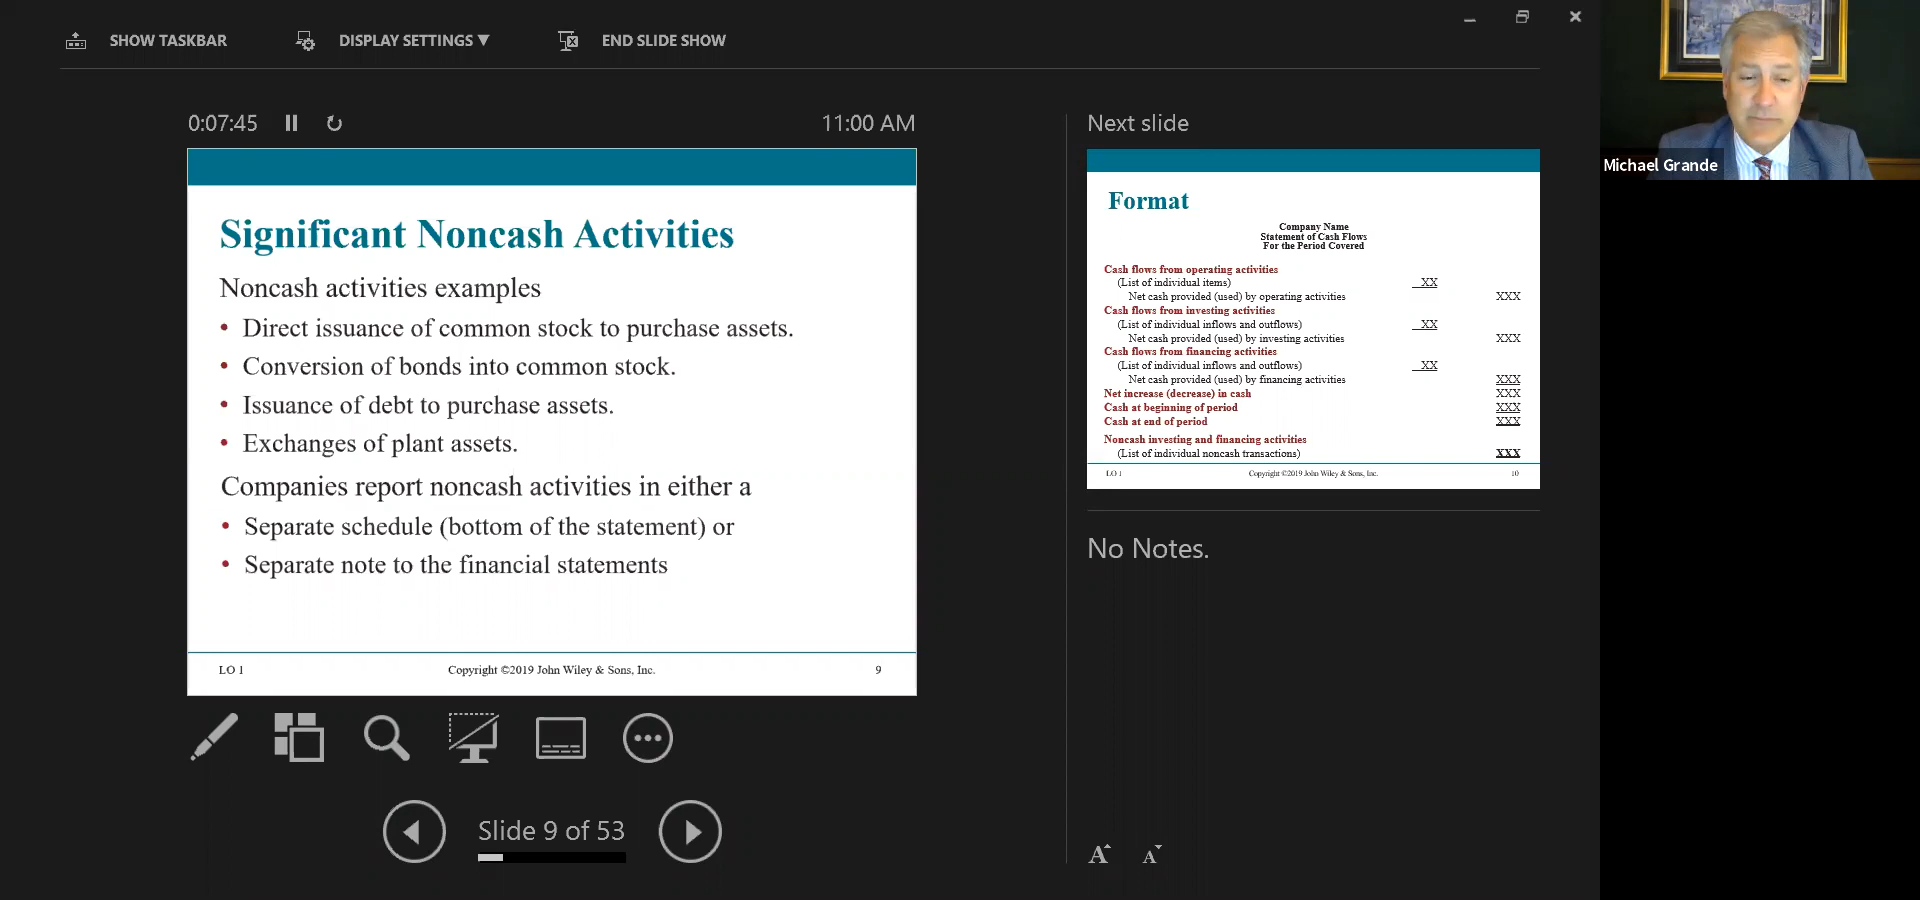 SHOW TASKBAR
DISPLAY SETTINGS ▼
END SLIDE SHOW
0:07:45
11:00 AM
Significant Noncash Activities
Noncash activities examples
• Direct issuance of common stock to purchase assets.
• Conversion of bonds into common stock.
• Issuance of debt to purchase assets.
• Exchanges of plant assets.
Companies report noncash activities in either a
• Separate schedule (bottom of the statement) or
• Separate note to the financial statements
LO 1 Copyright ©2019 John Wiley & Sons, Inc. 9
Slide 9 of 53
Next slide
Format
Company Name
Statement of Cash Flows
For the Period Covered
Cash flows from operating activities
(List of individual items) XX
Net cash provided (used) by operating activities XXX
Cash flows from investing activities
(List of individual inflows and outflows) XX
Net cash provided (used) by investing activities XXX
Cash flows from financing activities
(List of individual inflows and outflows) XX
Net cash provided (used) by financing activities XXX
Net increase (decrease) in cash XXX
Cash at beginning of period XXX
Cash at end of period XXX
Noncash investing and financing activities
(List of individual noncash transactions) XXX
LO 1 Copyright ©2019 John Wiley & Sons, Inc. 10
No Notes.
A A
Michael Grande